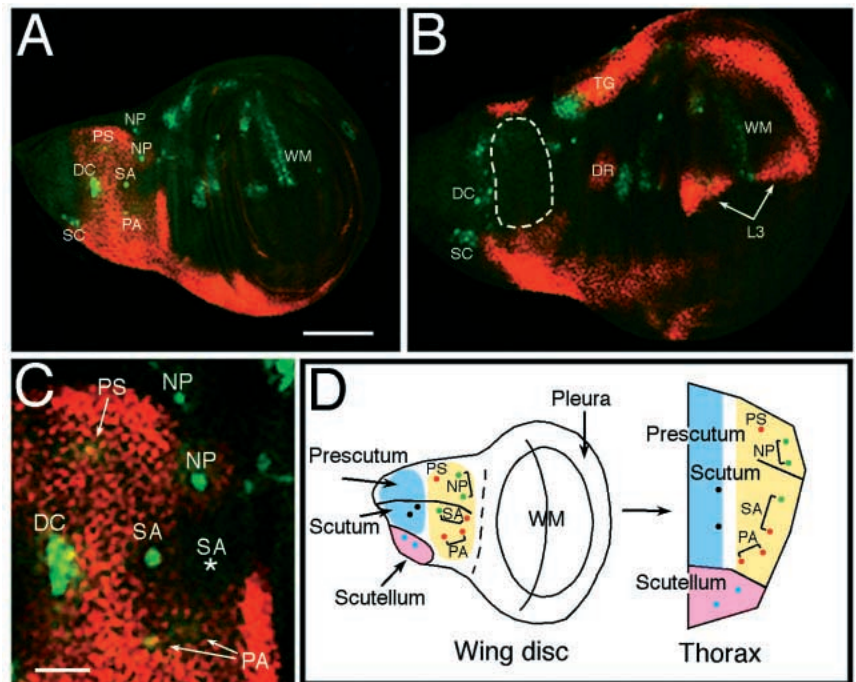 A
NP
PS
NP
WM
DC
SA
PA
SC
B
TG
WM
DC
DR
SC
L3
C
PS
NP
NP
DC
SA
SA
*
PA
D
Pleura
Prescutum
PS
NP
Scutum
SA
WM
PA
Scutellum
Wing disc
PS
Prescutum
NP
Scutum
SA
PA
Scutellum
Thorax